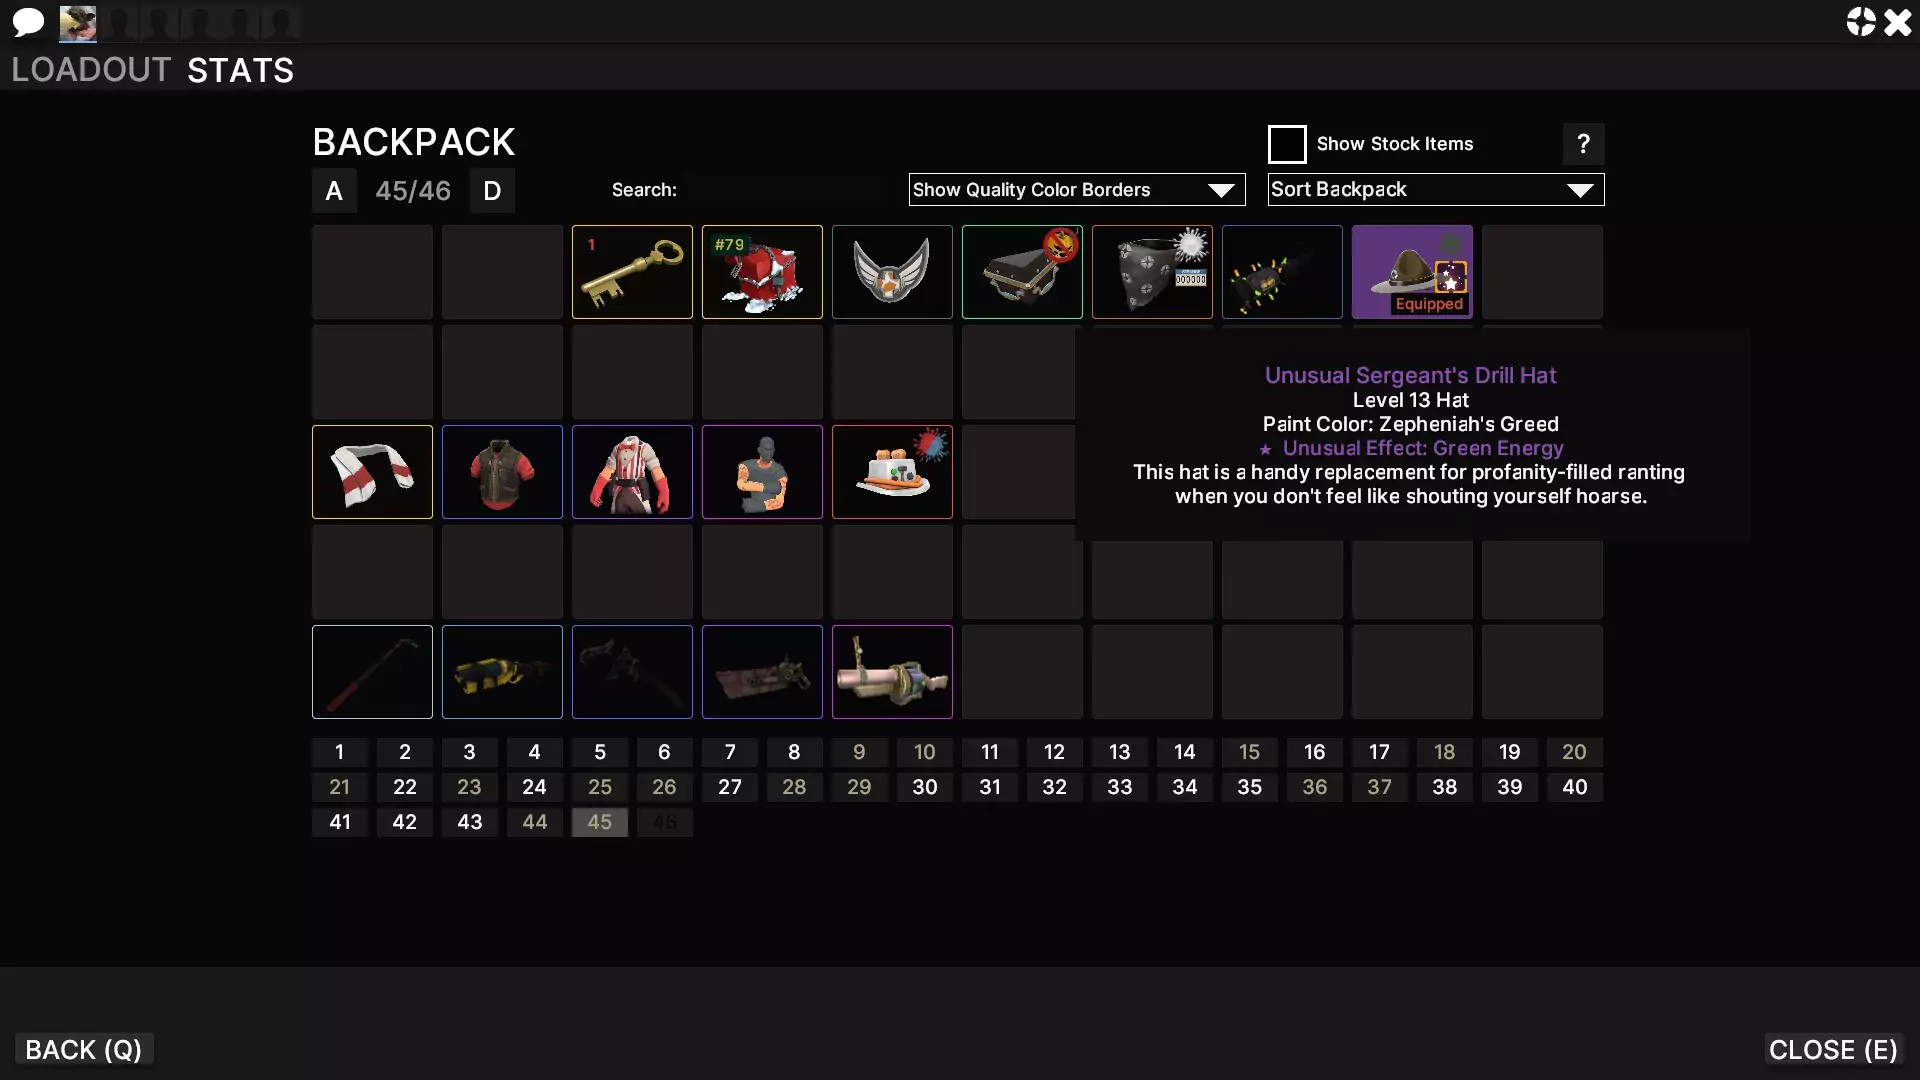 LOADOUT STATS
BACKPACK
Show Stock Items
?
A 45/46 D
Search:
Show Quality Color Borders
Sort Backpack
1
#79
STRANGE
000000
Equipped
Unusual Sergeant's Drill Hat
Level 13 Hat
Paint Color: Zepheniah's Greed
★ Unusual Effect: Green Energy
This hat is a handy replacement for profanity-filled ranting
when you don't feel like shouting yourself hoarse.
1 2 3 4 5 6 7 8 9 10 11 12 13 14 15 16 17 18 19 20
21 22 23 24 25 26 27 28 29 30 31 32 33 34 35 36 37 38 39 40
41 42 43 44 45 46
BACK (Q)
CLOSE (E)